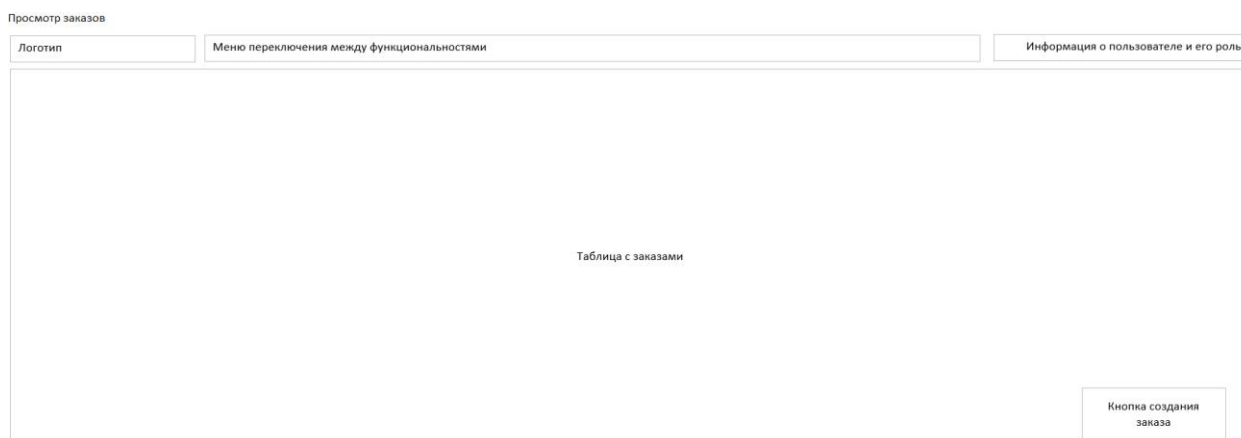 Просмотр заказов
Логотип
Меню переключения между функциональностями
Информация о пользователе и его роль
Таблица с заказами
Кнопка создания
заказа